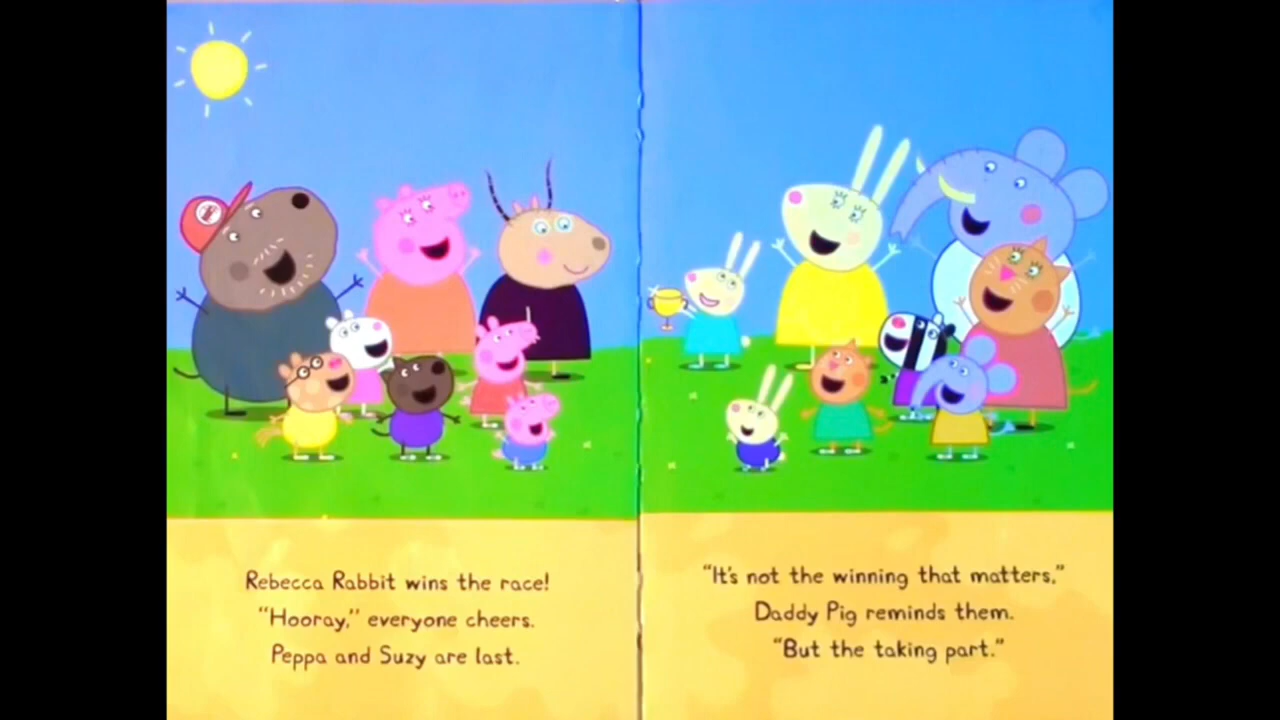 Rebecca Rabbit wins the race!
“Hooray,” everyone cheers.
Peppa and Suzy are last.
“It's not the winning that matters,”
Daddy Pig reminds them.
“But the taking part.”